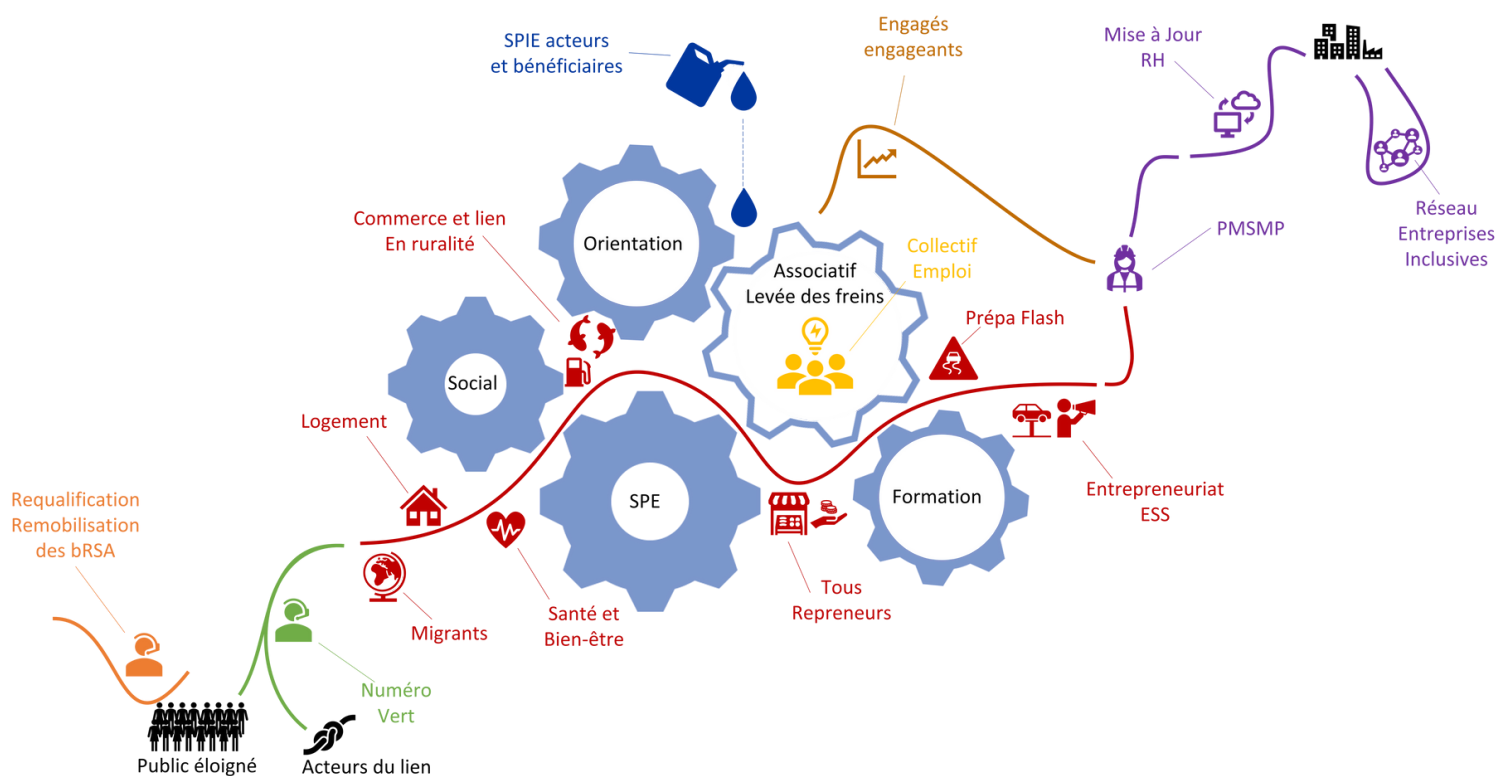 SPIE acteurs
et bénéficiaires
Engagés
engageants
Mise à Jour
RH
Commerce et lien
En ruralité
Orientation
Associatif
Levée des freins
Collectif
Emploi
PMSMP
Réseau
Entreprises
Inclusives
Social
Prépa Flash
Logement
SPE
Formation
Entrepreneuriat
ESS
Requalification
Remobilisation
des bRSA
Migrants
Santé et
Bien-être
Tous
Repreneurs
Numéro
Vert
Public éloigné
Acteurs du lien